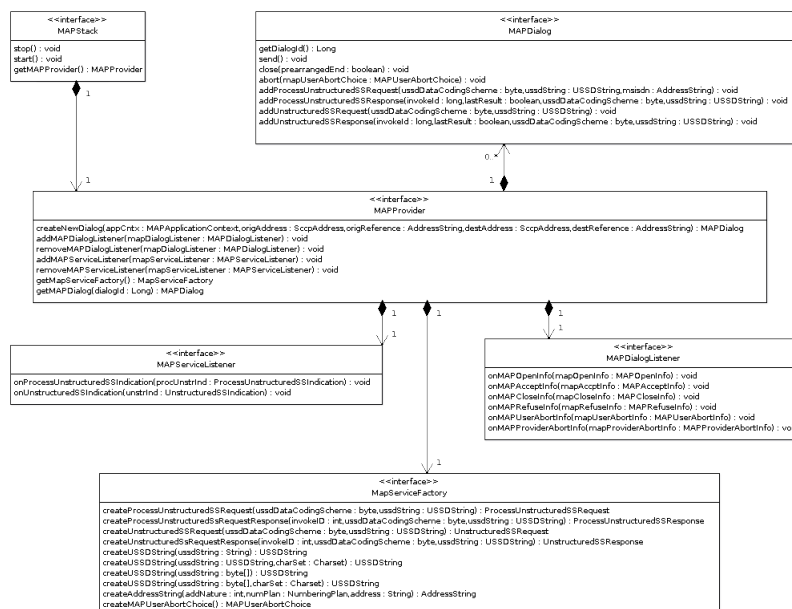 <<interface>>
MAPStack
stop() : void
start() : void
getMAPProvider() : MAPProvider
<<interface>>
MAPDialog
getDialogId() : Long
send() : void
close(prearrangedEnd : boolean) : void
abort(mapUserAbortChoice : MAPUserAbortChoice) : void
addProcessUnstructuredSSRequest(ussdDataCodingScheme : byte,ussdString : USSDString,msisdn : AddressString) : void
addProcessUnstructuredSSResponse(invokeId : long,lastResult : boolean,ussdDataCodingScheme : byte,ussdString : USSDString) : void
addUnstructuredSSRequest(ussdDataCodingScheme : byte,ussdString : USSDString) : void
addUnstructuredSSResponse(invokeId : long,lastResult : boolean,ussdDataCodingScheme : byte,ussdString : USSDString) : void
1
1
0..*
1
<<interface>>
MAPProvider
createNewDialog(appCntx : MAPApplicationContext,origAddress : SccpAddress,origReference : AddressString,destAddress : SccpAddress,destReference : AddressString) : MAPDialog
addMAPDialogListener(mapDialogListener : MAPDialogListener) : void
removeMAPDialogListener(mapDialogListener : MAPDialogListener) : void
addMAPServiceListener(mapServiceListener : MAPServiceListener) : void
removeMAPServiceListener(mapServiceListener : MAPServiceListener) : void
getMapServiceFactory() : MapServiceFactory
getMAPDialog(dialogId : Long) : MAPDialog
1
1
1
1
1
<<interface>>
MAPServiceListener
onProcessUnstructuredSSIndication(procUnstrInd : ProcessUnstructuredSSIndication) : void
onUnstructuredSSIndication(unstrInd : UnstructuredSSIndication) : void
<<interface>>
MAPDialogListener
onMAPOpenInfo(mapOpenInfo : MAPOpenInfo) : void
onMAPAcceptInfo(mapAccptInfo : MAPAcceptInfo) : void
onMAPCloseInfo(mapCloseInfo : MAPCloseInfo) : void
onMAPRefuseInfo(mapRefuseInfo : MAPRefuseInfo) : void
onMAPUserAbortInfo(mapUserAbortInfo : MAPUserAbortInfo) : void
onMAPProviderAbortInfo(mapProviderAbortInfo : MAPProviderAbortInfo) : vo
1
<<interface>>
MapServiceFactory
createProcessUnstructuredSSRequest(ussdDataCodingScheme : byte,ussdString : USSDString) : ProcessUnstructuredSSRequest
createProcessUnstructuredSsRequestResponse(invokeID : int,ussdDataCodingScheme : byte,ussdString : USSDString) : ProcessUnstructuredSSResponse
createUnstructuredSSRequest(ussdDataCodingScheme : byte,ussdString : USSDString) : UnstructuredSSRequest
createUnstructuredSsRequestResponse(invokeID : int,ussdDataCodingScheme : byte,ussdString : USSDString) : UnstructuredSSResponse
createUSSDString(ussdString : String) : USSDString
createUSSDString(ussdString : USSDString,charSet : Charset) : USSDString
createUSSDString(ussdString : byte[]) : USSDString
createUSSDString(ussdString : byte[],charSet : Charset) : USSDString
createAddressString(addNature : int,numPlan : NumberingPlan,address : String) : AddressString
createMAPUserAbortChoice() : MAPUserAbortChoice